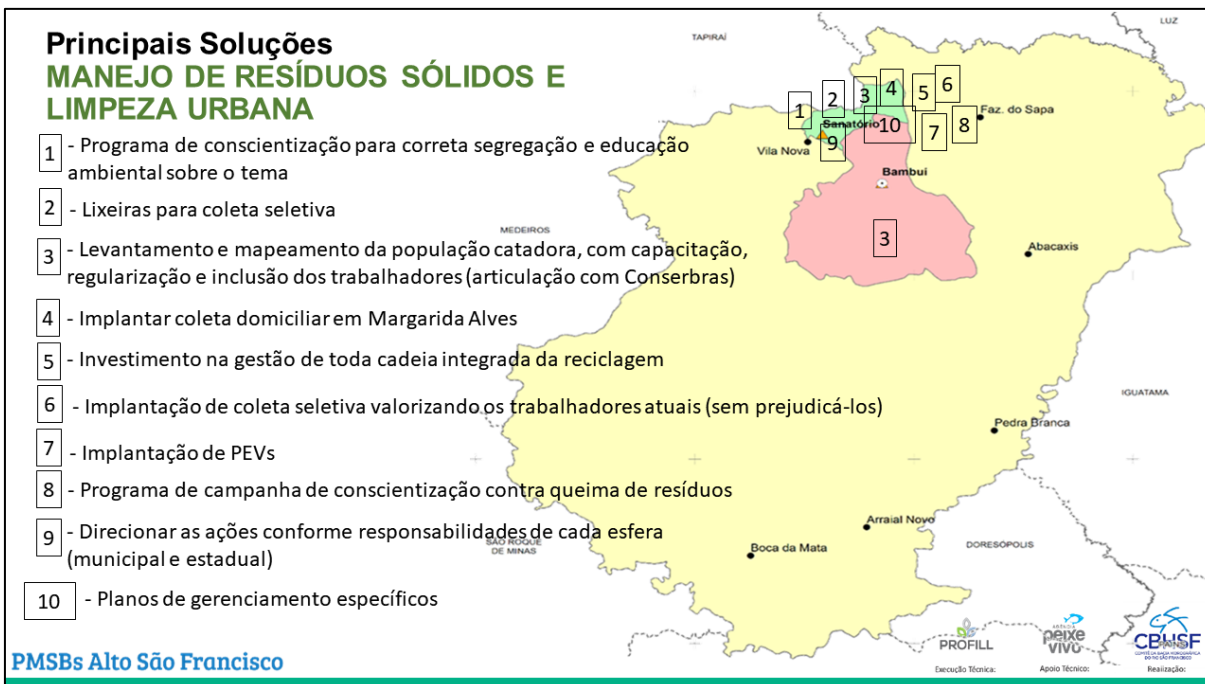 Principais Soluções
MANEJO DE RESÍDUOS SÓLIDOS E
LIMPEZA URBANA
1 - Programa de conscientização para correta segregação e educação
ambiental sobre o tema
2 - Lixeiras para coleta seletiva
3 - Levantamento e mapeamento da população catadora, com capacitação,
regularização e inclusão dos trabalhadores (articulação com Conserbras)
4 - Implantar coleta domiciliar em Margarida Alves
5 - Investimento na gestão de toda cadeia integrada da reciclagem
6 - Implantação de coleta seletiva valorizando os trabalhadores atuais (sem prejudicá-los)
7 - Implantação de PEVs
8 - Programa de campanha de conscientização contra queima de resíduos
9 - Direcionar as ações conforme responsabilidades de cada esfera
(municipal e estadual)
10 - Planos de gerenciamento específicos
PMSBs Alto São Francisco
TAPIRAÍ
LUZ
1
2
3
4
5
6
Faz. do Sapa
Sanatório
10
7
8
Vila Nova
9
Bambuí
MEDEIROS
3
Abacaxis
IGUATAMA
Pedra Branca
Arraial Novo
SÃO ROQUE
DE MINAS
Boca da Mata
DORESÓPOLIS
PROFILL
Execução Técnica:
peixe
vivo
Apoio Técnico:
CBHSF
Realização: